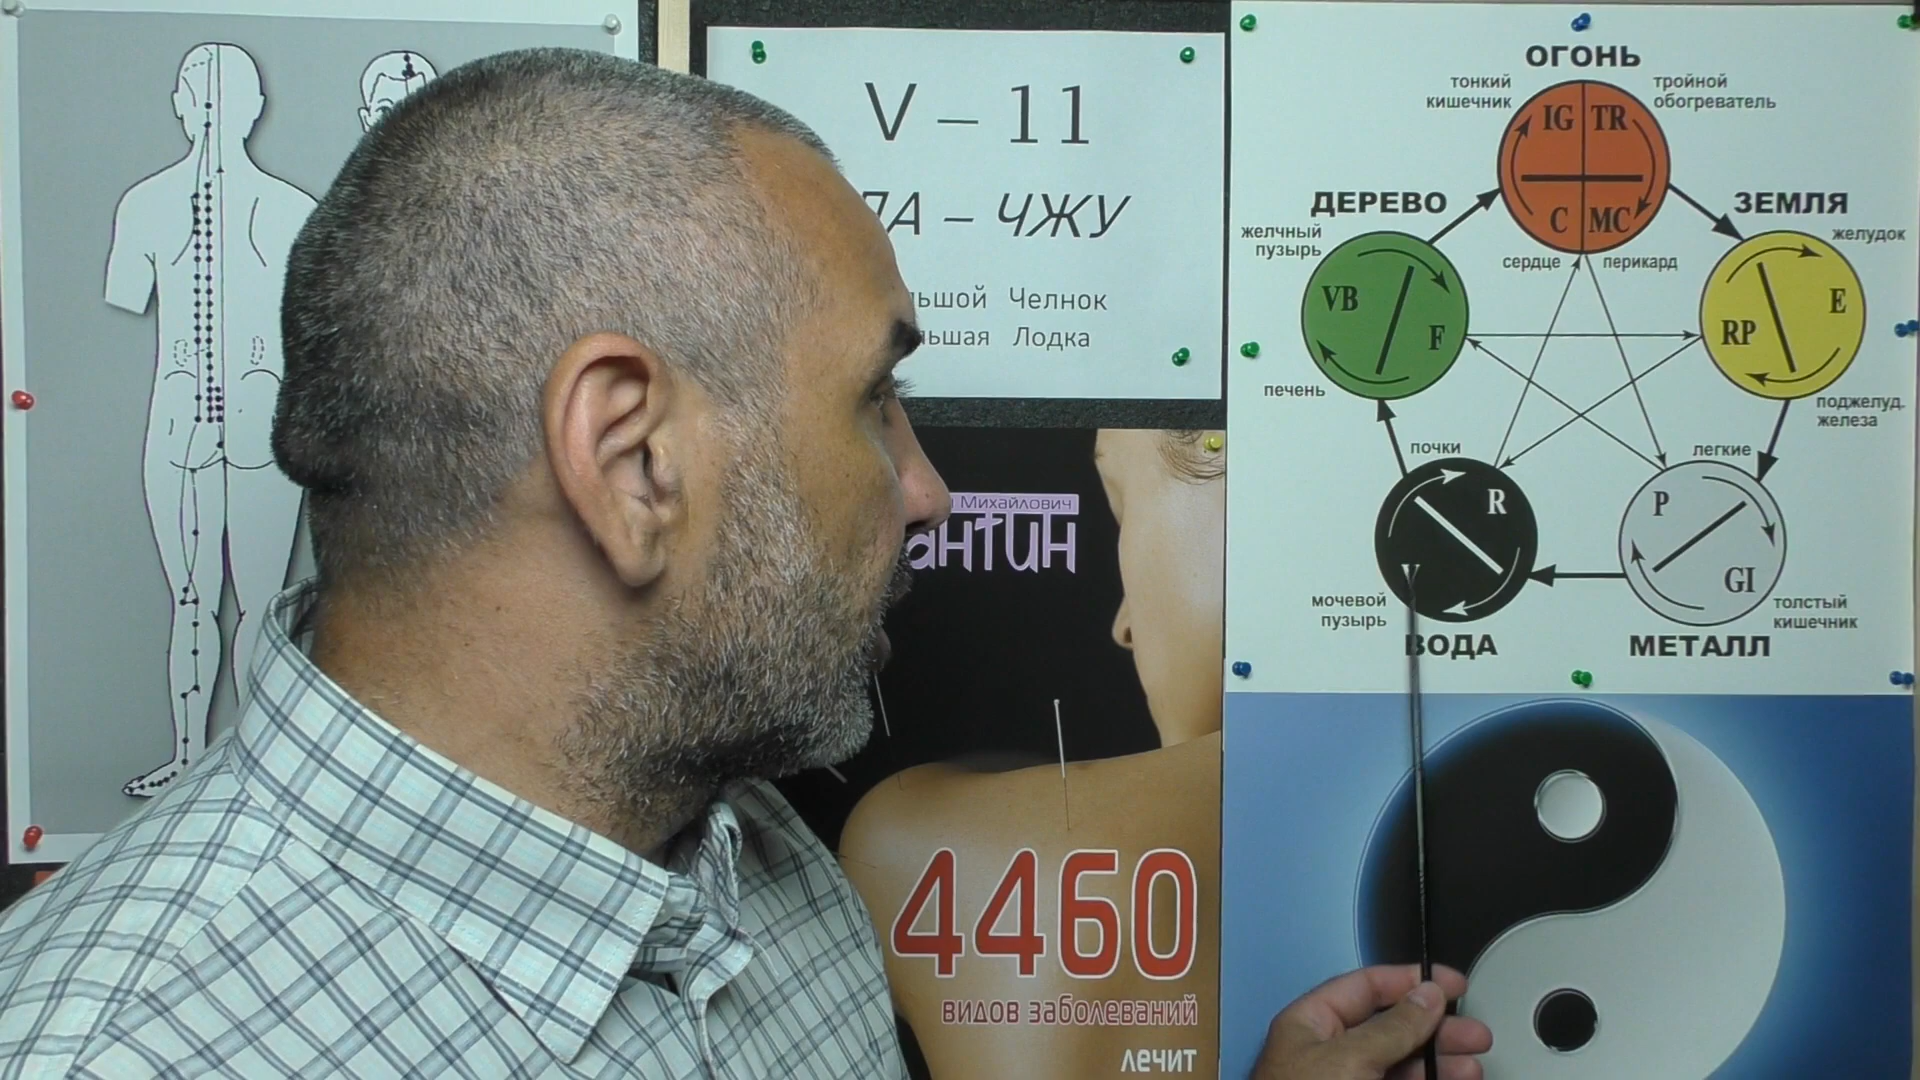 V – 11
ЧЖУ
Челнок
Лодка
Михайлович
4460
видов заболеваний
лечит
ОГОНЬ
тонкий
кишечник
тройной
обогреватель
IG TR
C MC
сердце перикард
ДЕРЕВО
желчный
пузырь
VB
F
печень
ЗЕМЛЯ
желудок
E
RP
поджелуд.
железа
почки
R
V
мочевой
пузырь
ВОДА
легкие
P
GI
толстый
кишечник
МЕТАЛЛ